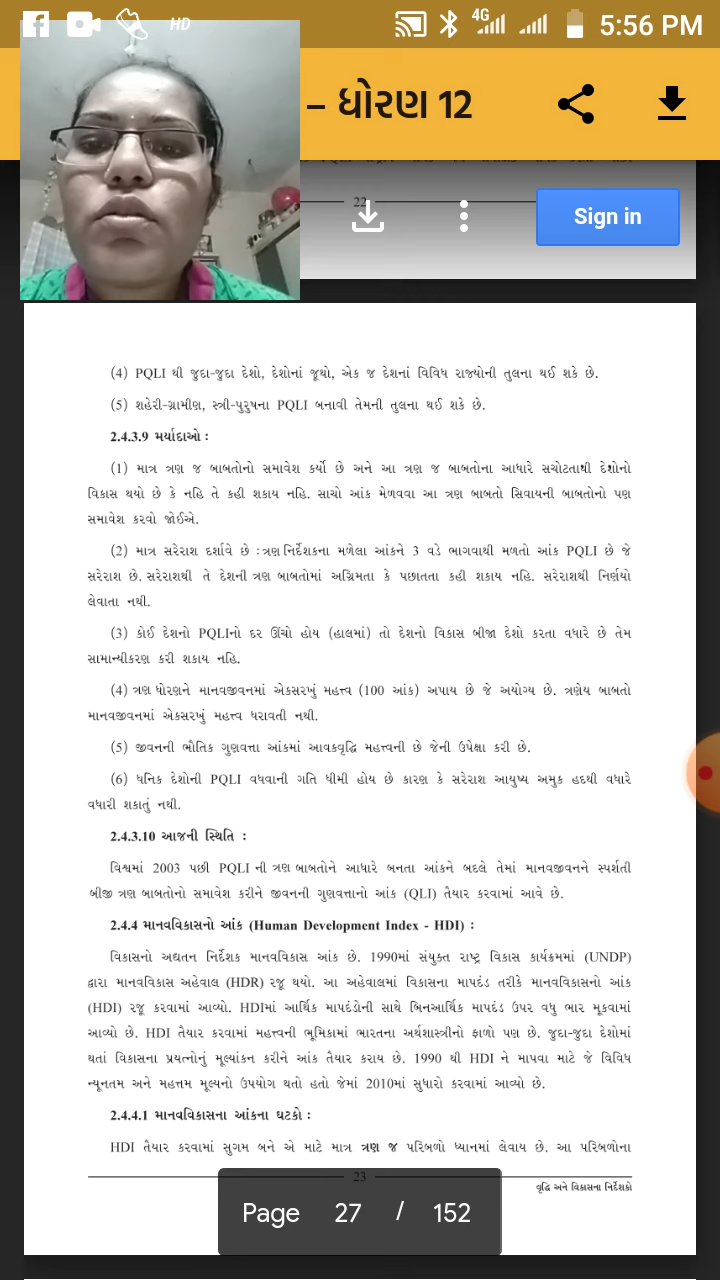 HD
4G
5:56 PM
– ધોરણ 12
22
Sign in
(4) PQLI થી જુદા-જુદા દેશો, દેશોનાં જૂથો, એક જ દેશનાં વિવિધ રાજ્યોની તુલના થઈ શકે છે.
(5) શહેરી-ગ્રામીણ, સ્ત્રી-પુરુષના PQLI બનાવી તેમની તુલના થઈ શકે છે.
2.4.3.9 મર્યાદાઓ :
(1) માત્ર ત્રણ જ બાબતોનો સમાવેશ કર્યો છે અને આ ત્રણ જ બાબતોના આધારે સચોટતાથી દેશોનો
વિકાસ થયો છે કે નહિ તે કહી શકાય નહિ. સાચો આંક મેળવવા આ ત્રણ બાબતો સિવાયની બાબતોનો પણ
સમાવેશ કરવો જોઈએ.
(2) માત્ર સરેરાશ દર્શાવે છે : ત્રણ નિર્દેશકના મળેલા આંકને 3 વડે ભાગવાથી મળતો આંક PQLI છે જે
સરેરાશ છે. સરેરાશથી તે દેશની ત્રણ બાબતોમાં અગ્રિમતા કે પછાતતા કહી શકાય નહિ. સરેરાશથી નિર્ણયો
લેવાતા નથી.
(3) કોઈ દેશનો PQLIનો દર ઊંચો હોય (હાલમાં) તો દેશનો વિકાસ બીજા દેશો કરતા વધારે છે તેમ
સામાન્યીકરણ કરી શકાય નહિ.
(4) ત્રણ ધોરણને માનવજીવનમાં એકસરખું મહત્ત્વ (100 આંક) અપાય છે જે અયોગ્ય છે. ત્રણેય બાબતો
માનવજીવનમાં એકસરખું મહત્ત્વ ધરાવતી નથી.
(5) જીવનની ભૌતિક ગુણવત્તા આંકમાં આવકવૃદ્ધિ મહત્ત્વની છે જેની ઉપેક્ષા કરી છે.
(6) ધનિક દેશોની PQLI વધવાની ગતિ ધીમી હોય છે કારણ કે સરેરાશ આયુષ્ય અમુક હદથી વધારે
વધારી શકાતું નથી.
2.4.3.10 આજની સ્થિતિ :
વિશ્વમાં 2003 પછી PQLI ની ત્રણ બાબતોને આધારે બનતા આંકને બદલે તેમાં માનવજીવનને સ્પર્શતી
બીજી ત્રણ બાબતોનો સમાવેશ કરીને જીવનની ગુણવત્તાનો આંક (QLI) તૈયાર કરવામાં આવે છે.
2.4.4 માનવવિકાસનો આંક (Human Development Index - HDI) :
વિકાસનો અદ્યતન નિર્દેશક માનવવિકાસ આંક છે. 1990માં સંયુક્ત રાષ્ટ્ર વિકાસ કાર્યક્રમમાં (UNDP)
દ્વારા માનવવિકાસ અહેવાલ (HDR) રજૂ થયો. આ અહેવાલમાં વિકાસના માપદંડ તરીકે માનવવિકાસનો આંક
(HDI) રજૂ કરવામાં આવ્યો. HDIમાં આર્થિક માપદંડોની સાથે બિનઆર્થિક માપદંડ ઉપર વધુ ભાર મૂકવામાં
આવ્યો છે. HDI તૈયાર કરવામાં મહત્ત્વની ભૂમિકામાં ભારતના અર્થશાસ્ત્રીનો ફાળો પણ છે. જુદા-જુદા દેશોમાં
થતાં વિકાસના પ્રયત્નોનું મૂલ્યાંકન કરીને આંક તૈયાર કરાય છે. 1990 થી HDI ને માપવા માટે જે વિવિધ
ન્યૂનતમ અને મહત્તમ મૂલ્યનો ઉપયોગ થતો હતો જેમાં 2010માં સુધારો કરવામાં આવ્યો છે.
2.4.4.1 માનવવિકાસના આંકના ઘટકો :
HDI તૈયાર કરવામાં સુગમ બને એ માટે માત્ર ત્રણ જ પરિબળો ધ્યાનમાં લેવાય છે. આ પરિબળોના
23
વૃદ્ધિ અને વિકાસના નિર્દેશકો
Page 27 / 152